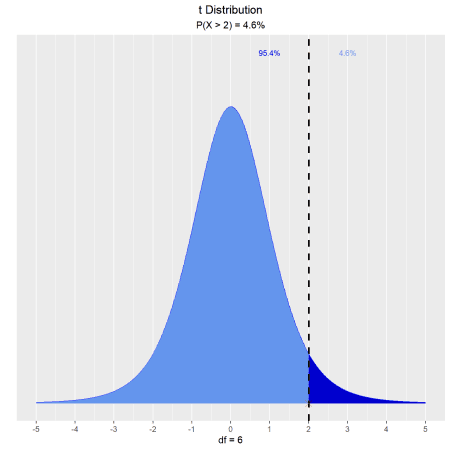 t Distribution
P(X > 2) = 4.6%
95.4% 4.6%
-5 -4 -3 -2 -1 0 1 2 3 4 5
df = 6